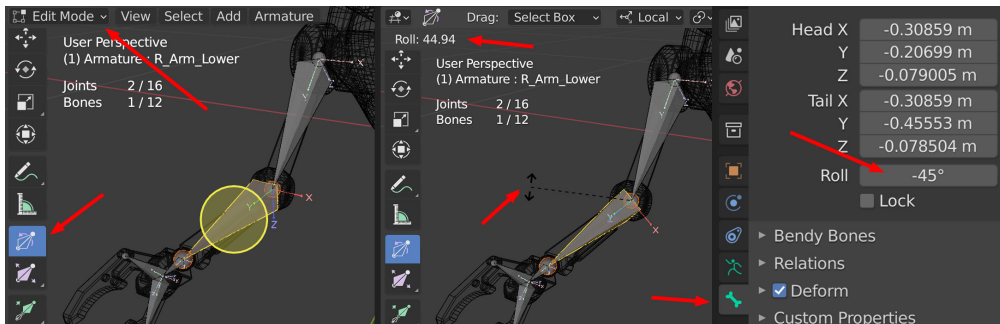 Edit Mode View Select Add Armature
User Perspective
(1) Armature : R_Arm_Lower
Joints 2 / 16
Bones 1 / 12
X
Z
Y
X
Y
Z
Drag: Select Box Local
Roll: 44.94
User Perspective
(1) Armature : R_Arm_Lower
Joints 2 / 16
Bones 1 / 12
X
Z
Y
X
Y
Head X -0.30859 m
Y -0.20699 m
Z -0.079005 m
Tail X -0.30859 m
Y -0.45553 m
Z -0.078504 m
Roll -45°
Lock
Bendy Bones
Relations
Deform
Custom Properties